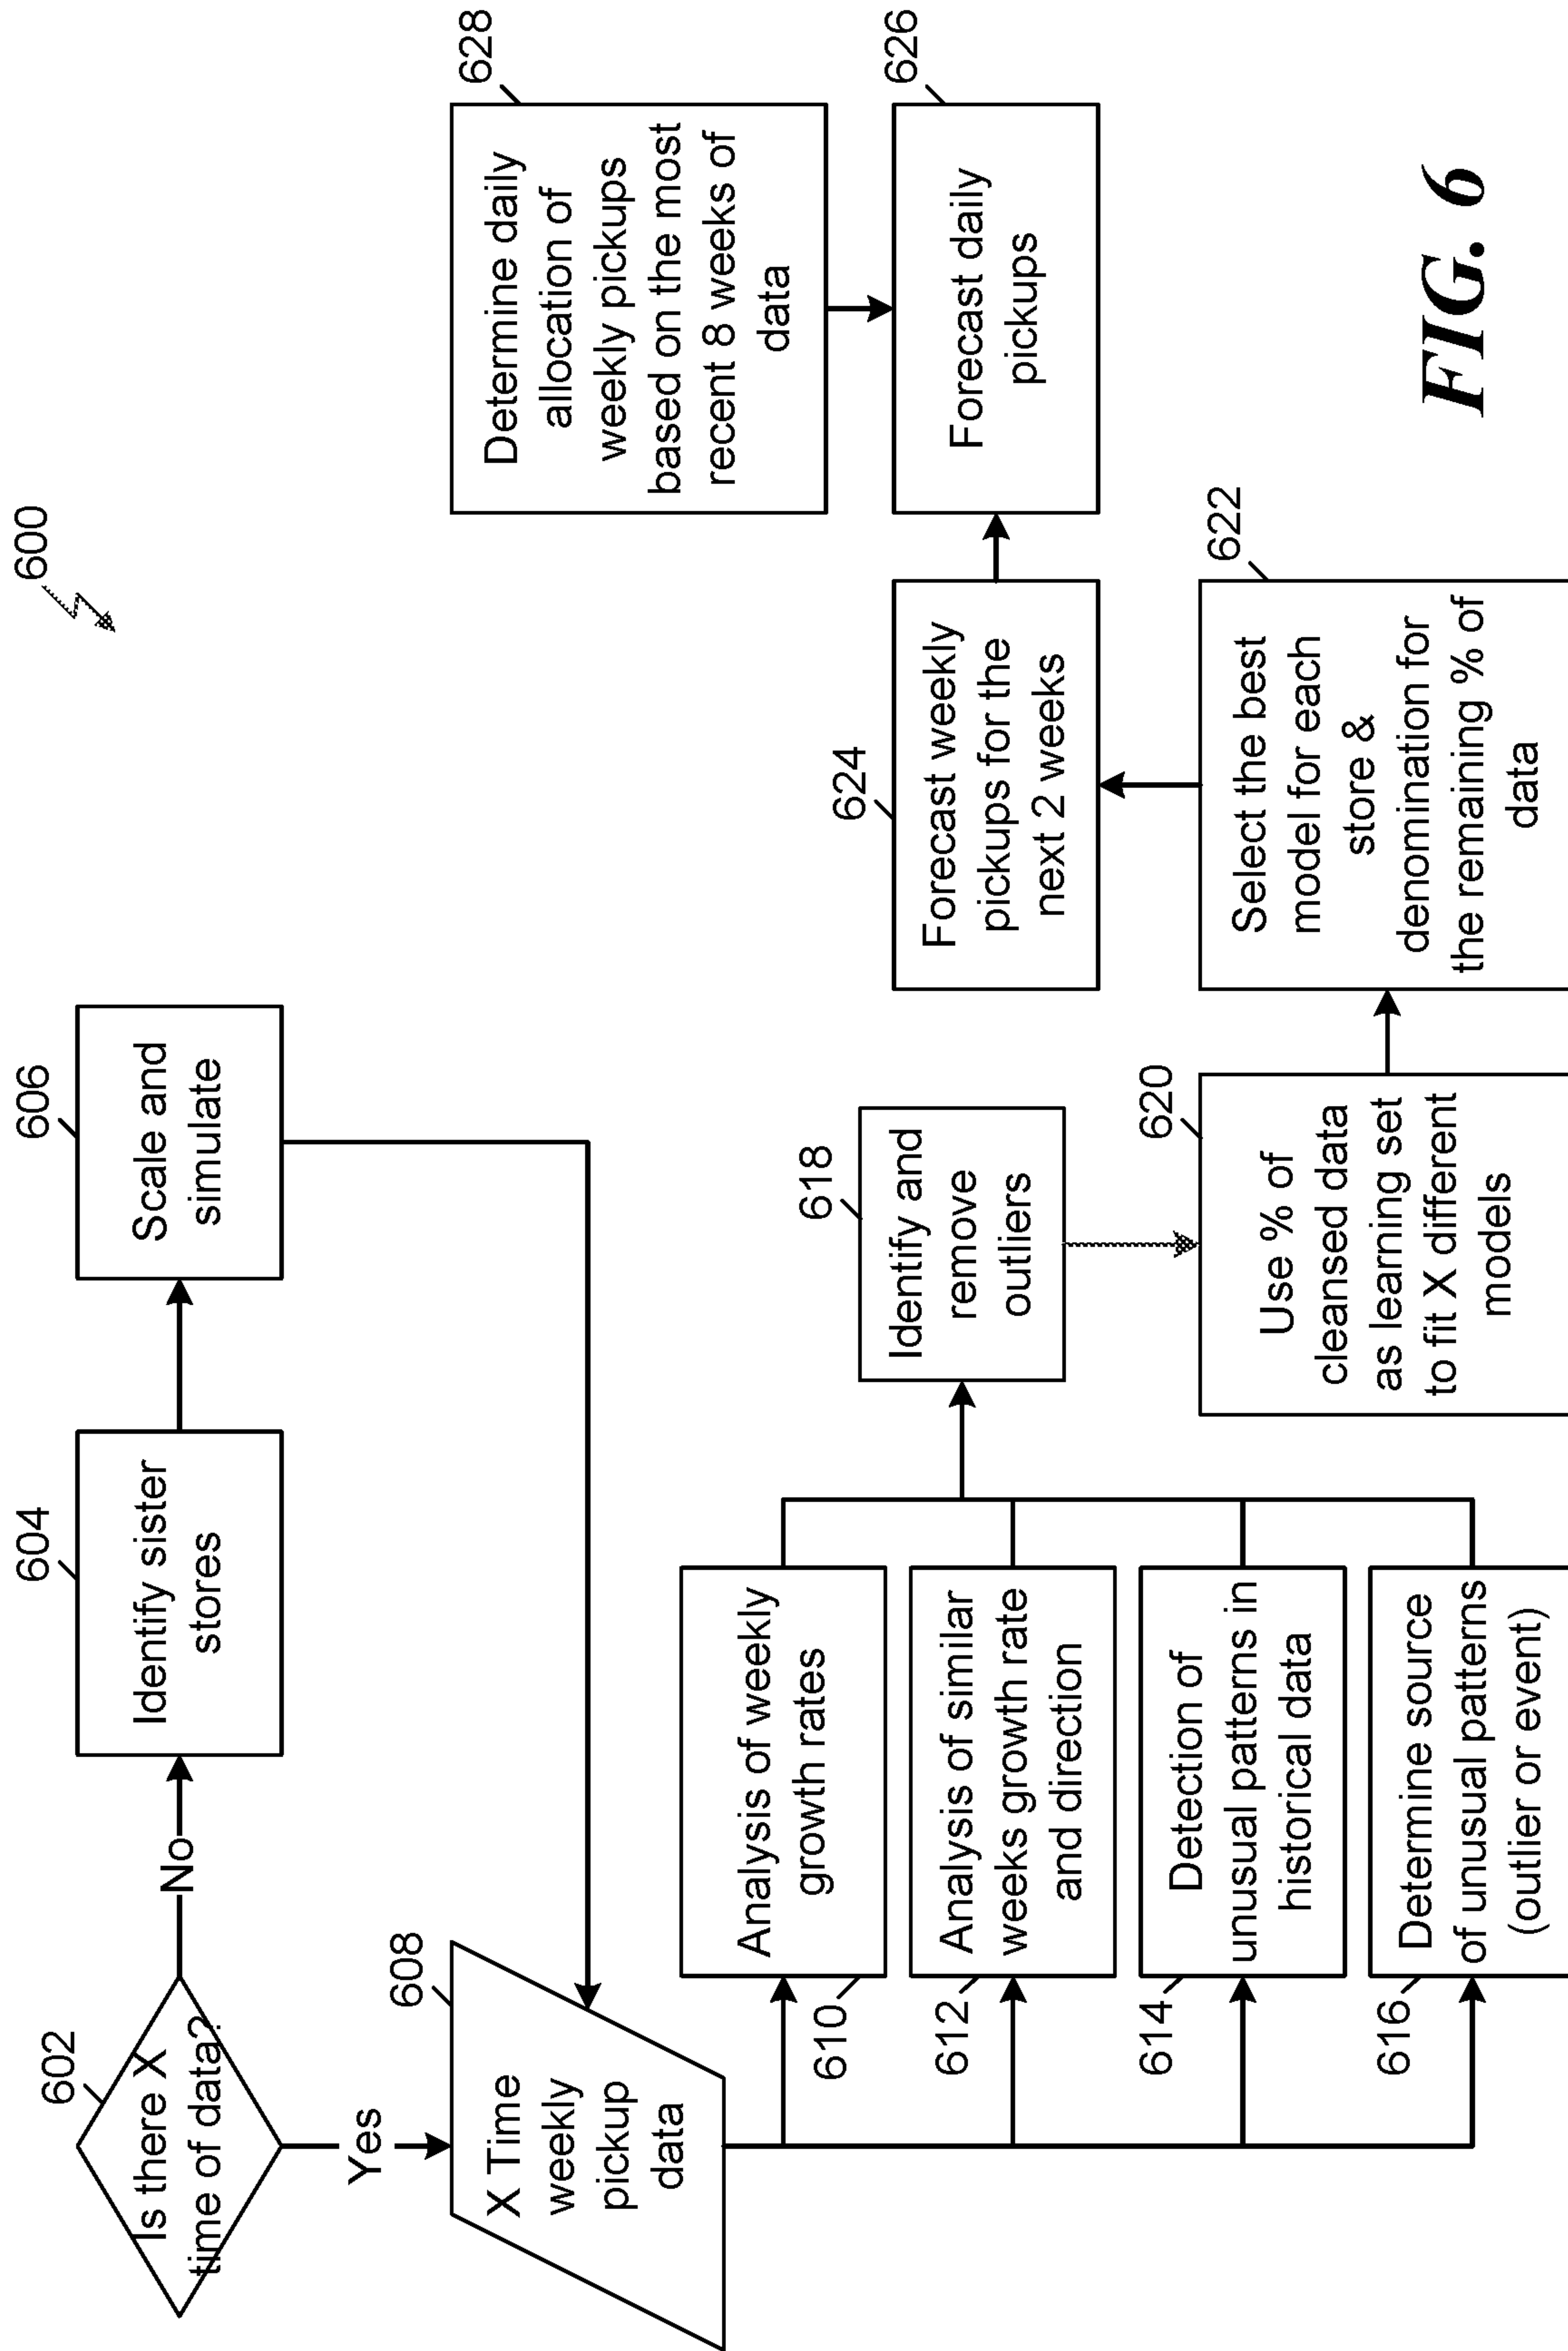 600
602
Is there X
time of data?
No
Yes
604
Identify sister
stores
606
Scale and
simulate
608
X Time
weekly
pickup
data
610
Analysis of weekly
growth rates
612
Analysis of similar
weeks growth rate
and direction
614
Detection of
unusual patterns in
historical data
616
Determine source
of unusual patterns
(outlier or event)
618
Identify and
remove
outliers
620
Use % of
cleansed data
as learning set
to fit X different
models
622
Select the best
model for each
store &
denomination for
the remaining % of
data
624
Forecast weekly
pickups for the
next 2 weeks
626
Forecast daily
pickups
628
Determine daily
allocation of
weekly pickups
based on the most
recent 8 weeks of
data
FIG. 6